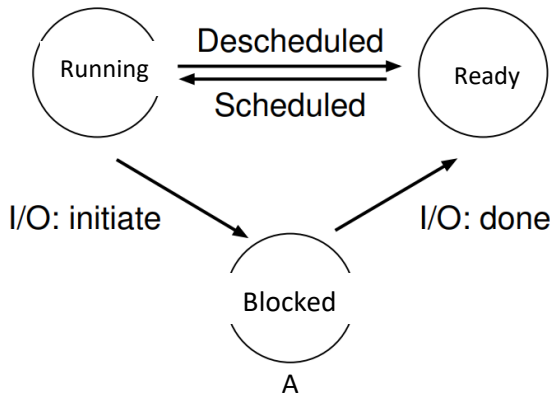 Descheduled
Running
Ready
Scheduled
I/O: initiate
I/O: done
Blocked
A